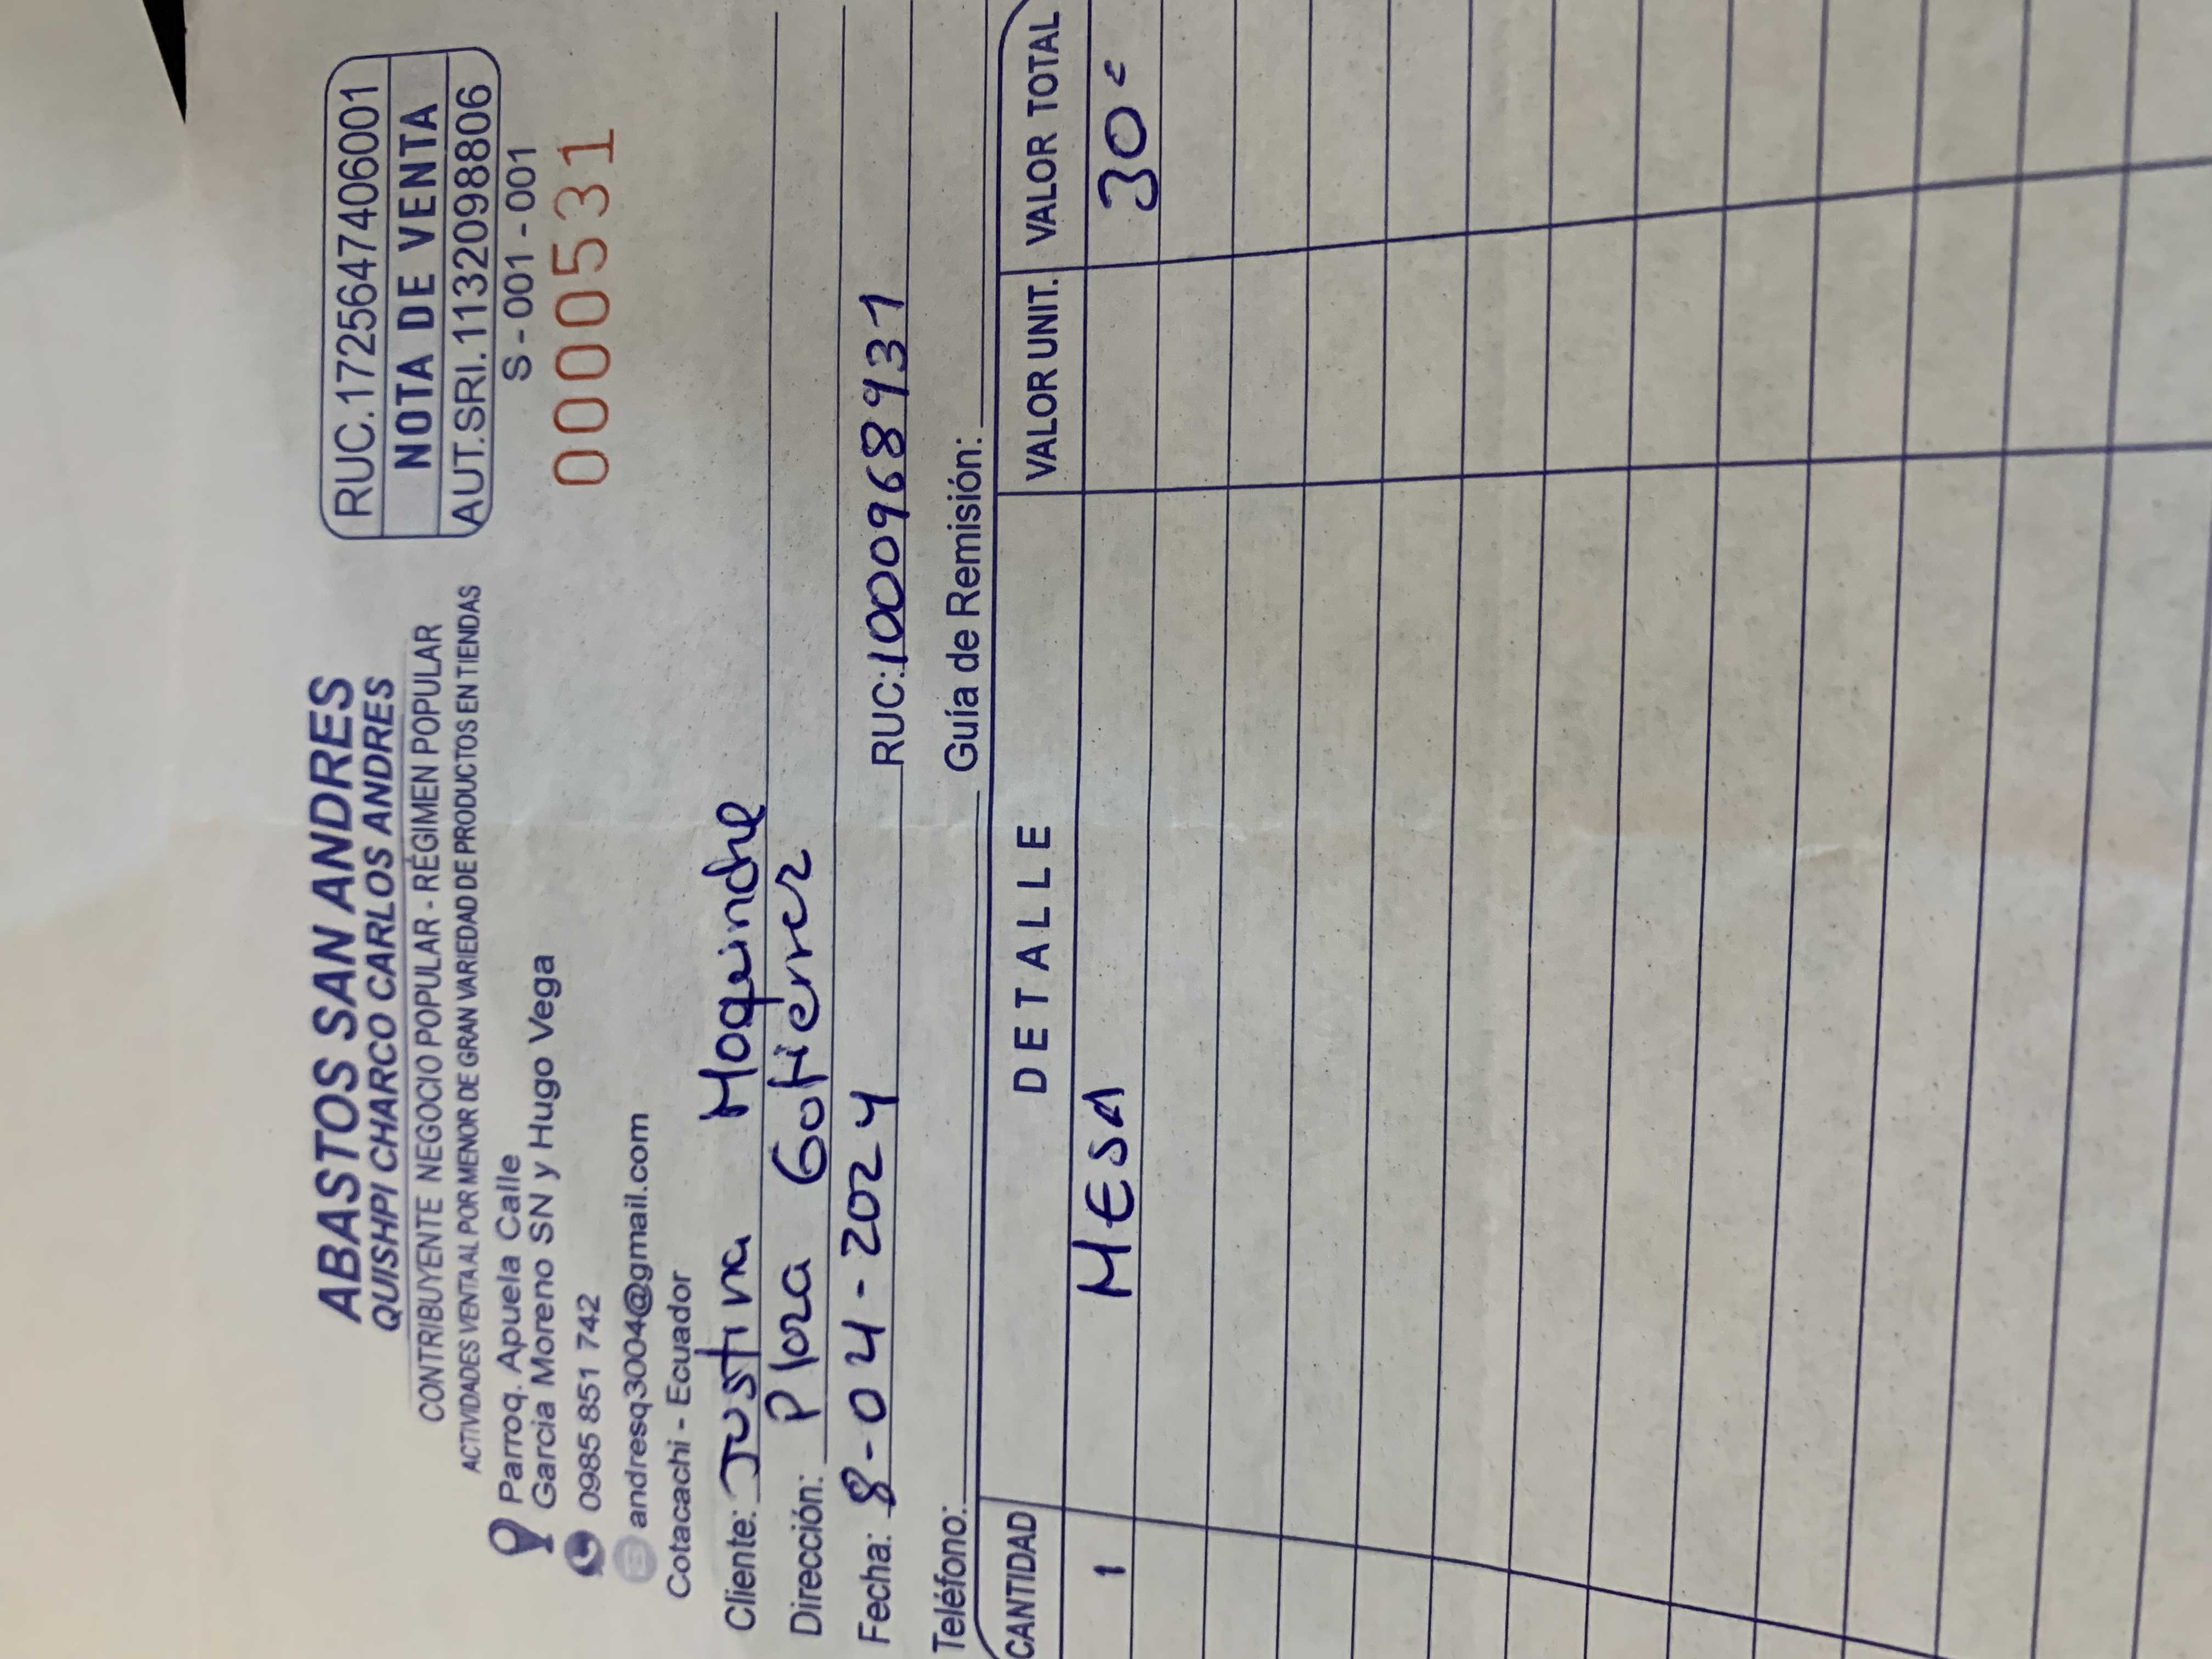 ABASTOS SAN ANDRES
QUISHPI CHARCO CARLOS ANDRES
CONTRIBUYENTE NEGOCIO POPULAR - RÉGIMEN POPULAR
ACTIVIDADES VENTA AL POR MENOR DE GRAN VARIEDAD DE PRODUCTOS EN TIENDAS
Parroq. Apuela Calle
García Moreno SN y Hugo Vega
0985 851 742
andresq3004@gmail.com
Cotacachi - Ecuador
RUC.1725647406001
NOTA DE VENTA
AUT.SRI.1132098806
S - 001 - 001
0000531
Cliente: Justina Moqeindre
Dirección: Plaza Gotierrez
Fecha: 8-04-2024 RUC: 1000968931
Teléfono: Guía de Remisión:
CANTIDAD DETALLE VALOR UNIT. VALOR TOTAL
1 MEsA 30